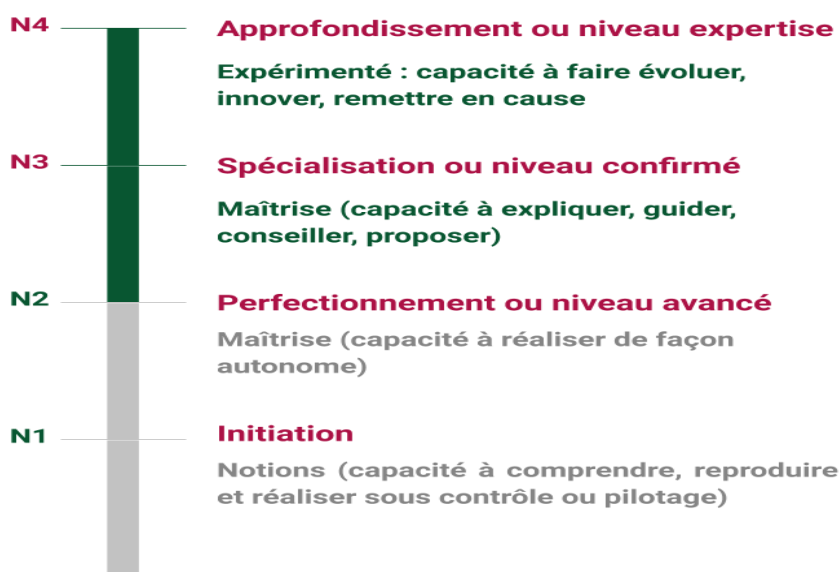 N4 Approfondissement ou niveau expertise
Expérimenté : capacité à faire évoluer,
innover, remettre en cause
N3 Spécialisation ou niveau confirmé
Maîtrise (capacité à expliquer, guider,
conseiller, proposer)
N2 Perfectionnement ou niveau avancé
Maîtrise (capacité à réaliser de façon
autonome)
N1 Initiation
Notions (capacité à comprendre, reproduire
et réaliser sous contrôle ou pilotage)